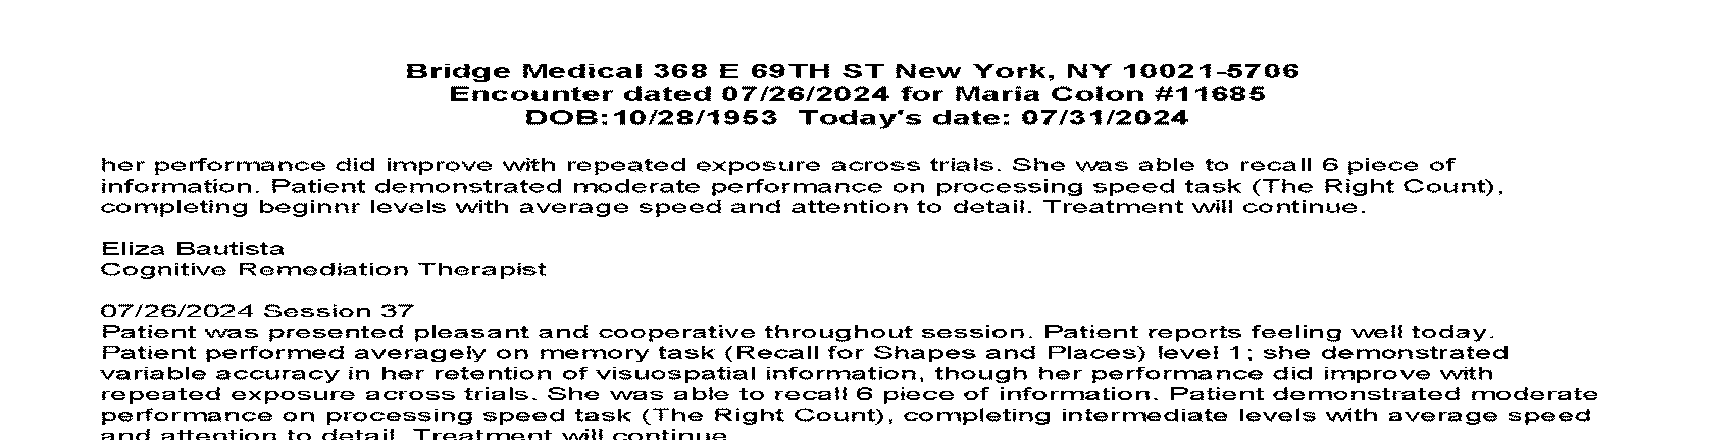 Bridge Medical 368 E 69TH ST New York, NY 10021-5706
Encounter dated 07/26/2024 for Maria Colon #11685
DOB:10/28/1953 Today's date: 07/31/2024
her performance did improve with repeated exposure across trials. She was able to recall 6 piece of
information. Patient demonstrated moderate performance on processing speed task (The Right Count),
completing beginnr levels with average speed and attention to detail. Treatment will continue.
Eliza Bautista
Cognitive Remediation Therapist
07/26/2024 Session 37
Patient was presented pleasant and cooperative throughout session. Patient reports feeling well today.
Patient performed averagely on memory task (Recall for Shapes and Places) level 1; she demonstrated
variable accuracy in her retention of visuospatial information, though her performance did improve with
repeated exposure across trials. She was able to recall 6 piece of information. Patient demonstrated moderate
performance on processing speed task (The Right Count), completing intermediate levels with average speed
and attention to detail. Treatment will continue.